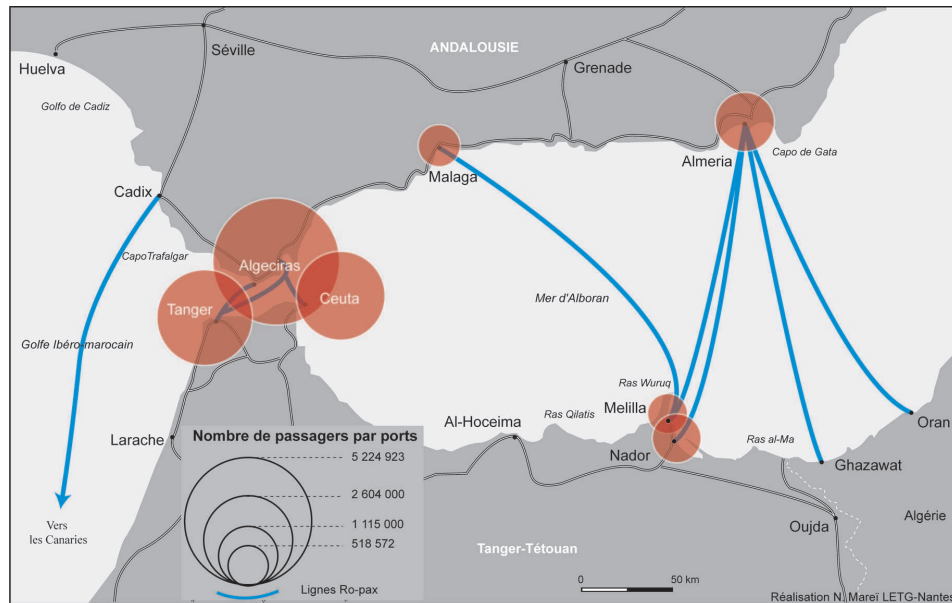 ANDALOUSIE
Séville
Huelva
Grenade
Golfo de Cadiz
Almeria
Capo de Gata
Malaga
Cadix
CapoTrafalgar
Algeciras
Tanger
Ceuta
Mer d'Alboran
Golfe Ibéro-marocain
Ras Wuruq
Melilla
Ras Qilatis
Al-Hoceima
Oran
Larache
Nador
Ras al-Ma
Ghazawat
Nombre de passagers par ports
5 224 923
2 604 000
1 115 000
518 572
Lignes Ro-pax
Vers
les Canaries
Oujda
Algérie
Tanger-Tétouan
0 50 km
Réalisation N. Mareï LETG-Nantes